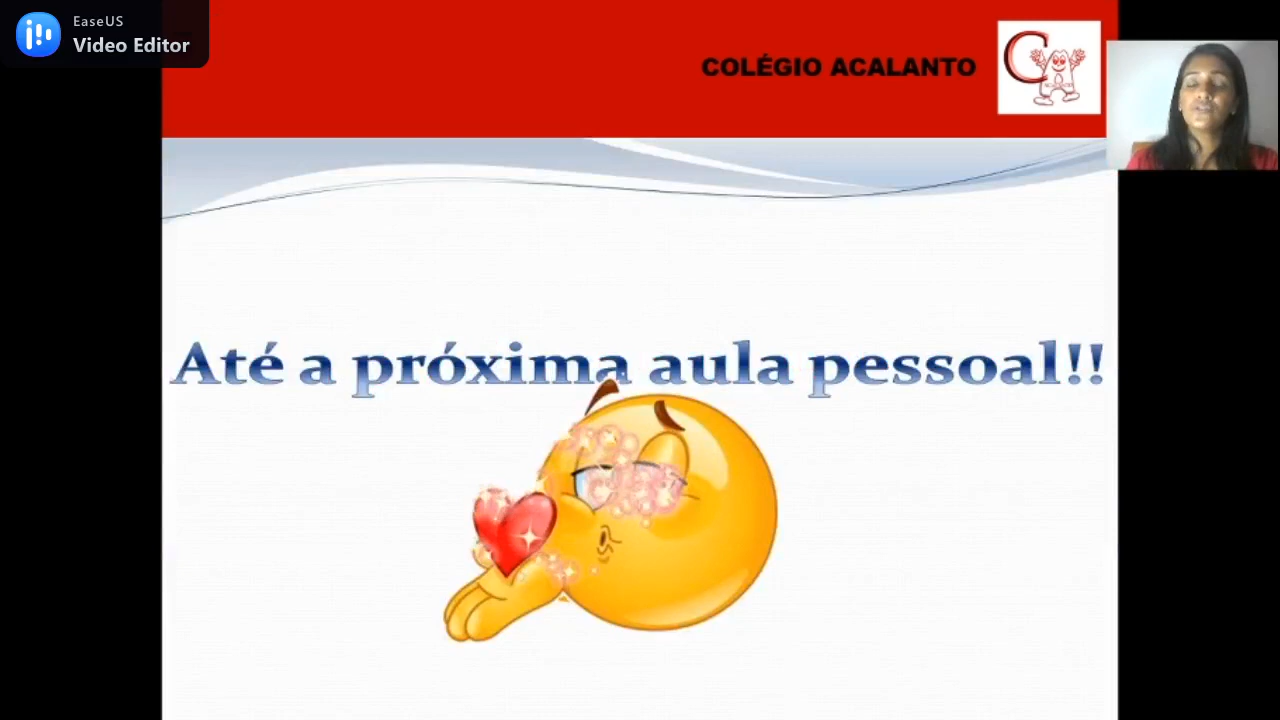 EaseUS
Video Editor
COLÉGIO ACALANTO
Até a próxima aula pessoal!!